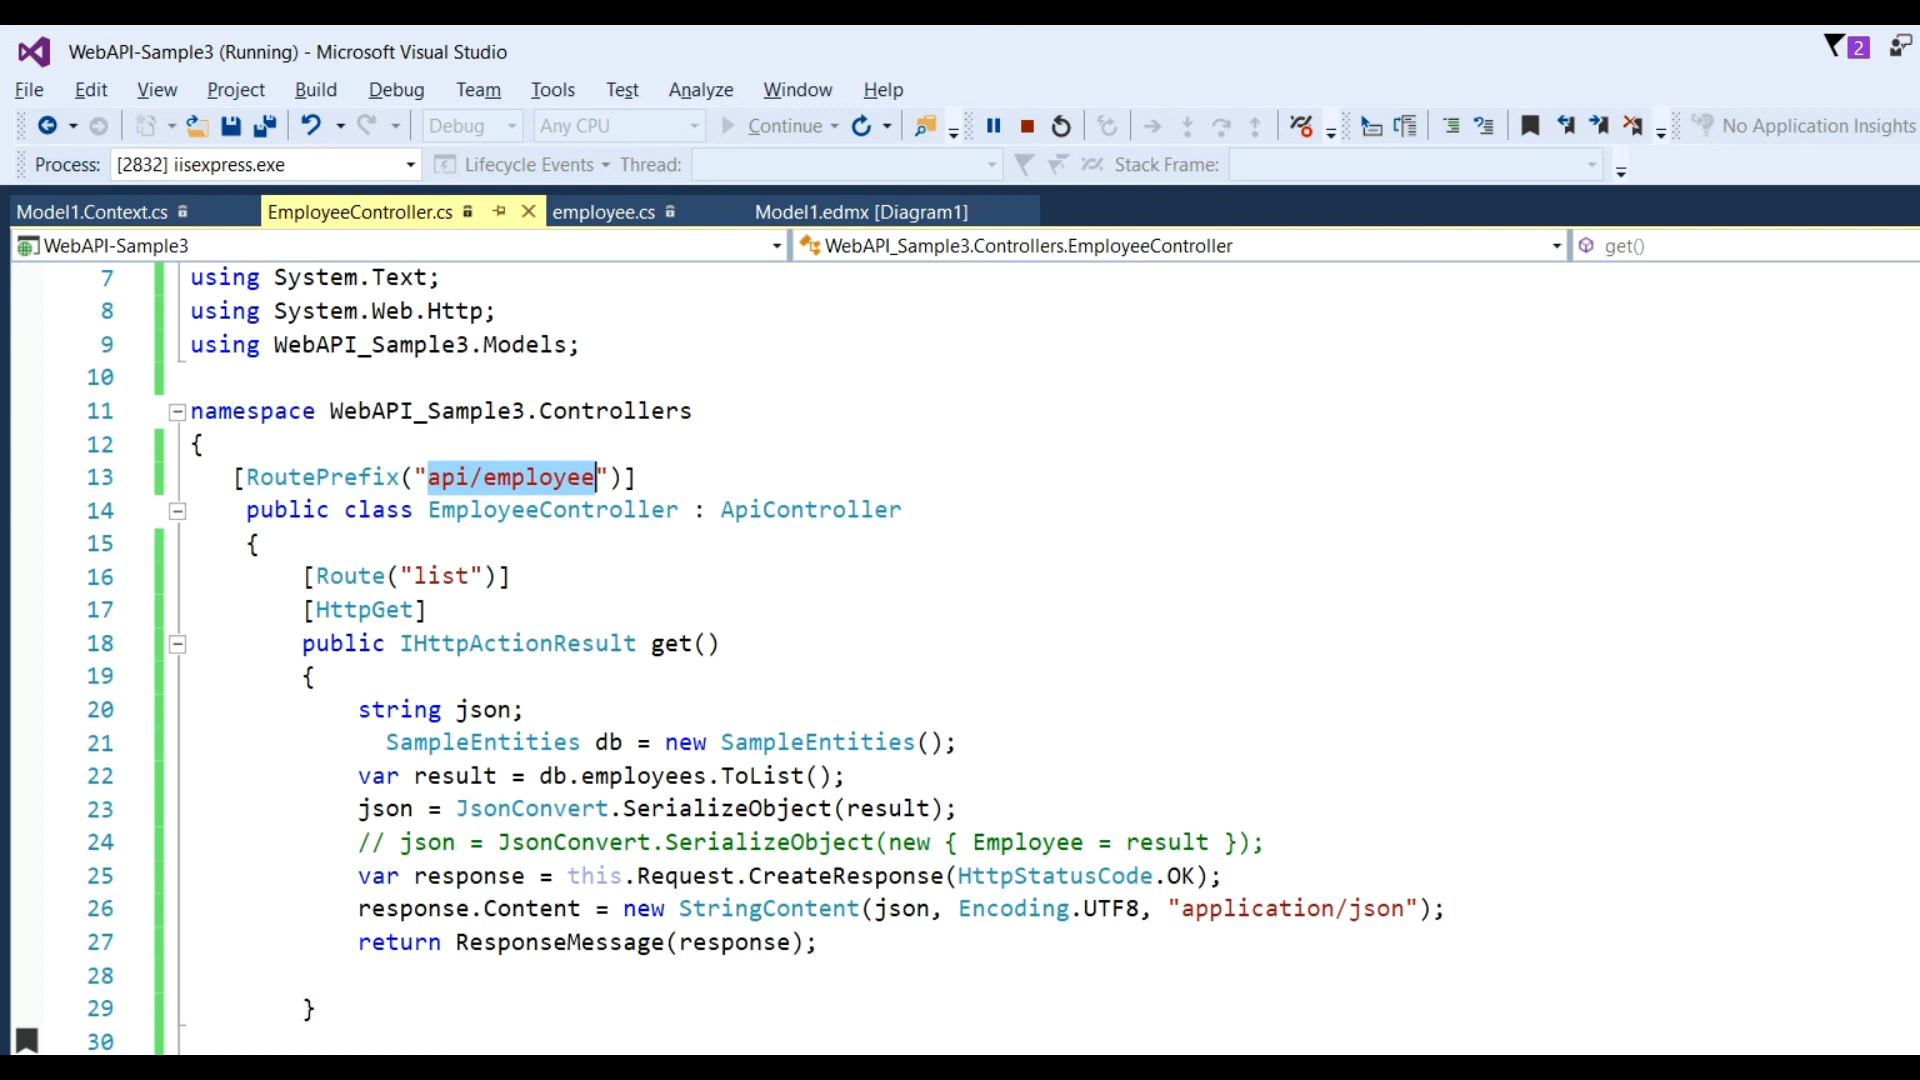 WebAPI-Sample3 (Running) - Microsoft Visual Studio
2
File Edit View Project Build Debug Team Tools Test Analyze Window Help
Debug Any CPU Continue No Application Insights
Process: [2832] iisexpress.exe Lifecycle Events Thread: Stack Frame:
Model1.Context.cs EmployeeController.cs employee.cs Model1.edmx [Diagram1]
WebAPI-Sample3 WebAPI_Sample3.Controllers.EmployeeController get()
7 using System.Text;
8 using System.Web.Http;
9 using WebAPI_Sample3.Models;
10
11 namespace WebAPI_Sample3.Controllers
12 {
13 [RoutePrefix("api/employee")]
14 public class EmployeeController : ApiController
15 {
16 [Route("list")]
17 [HttpGet]
18 public IHttpActionResult get()
19 {
20 string json;
21 SampleEntities db = new SampleEntities();
22 var result = db.employees.ToList();
23 json = JsonConvert.SerializeObject(result);
24 // json = JsonConvert.SerializeObject(new { Employee = result });
25 var response = this.Request.CreateResponse(HttpStatusCode.OK);
26 response.Content = new StringContent(json, Encoding.UTF8, "application/json");
27 return ResponseMessage(response);
28
29 }
30